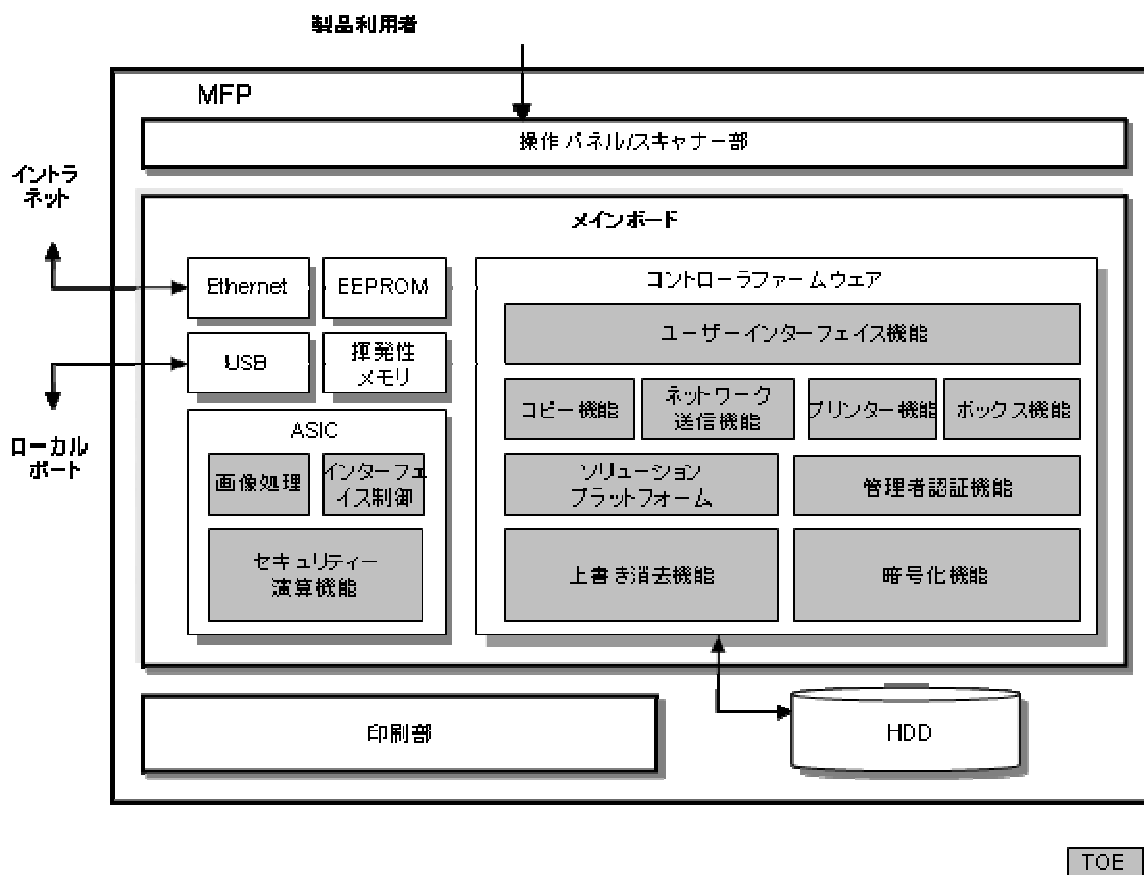 製品利用者
MFP
操作パネル/スキャナー部
イントラ
ネット
メインボード
Ethernet
EEPROM
コントローラファームウェア
ユーザーインターフェイス機能
USB
揮発性
メモリ
コピー機能
ネットワーク
送信機能
プリンター機能
ボックス機能
ローカル
ポート
ASIC
画像処理
インターフェ
イス制御
ソリューション
プラットフォーム
管理者認証機能
セキュリティー
演算機能
上書き消去機能
暗号化機能
印刷部
HDD
TOE